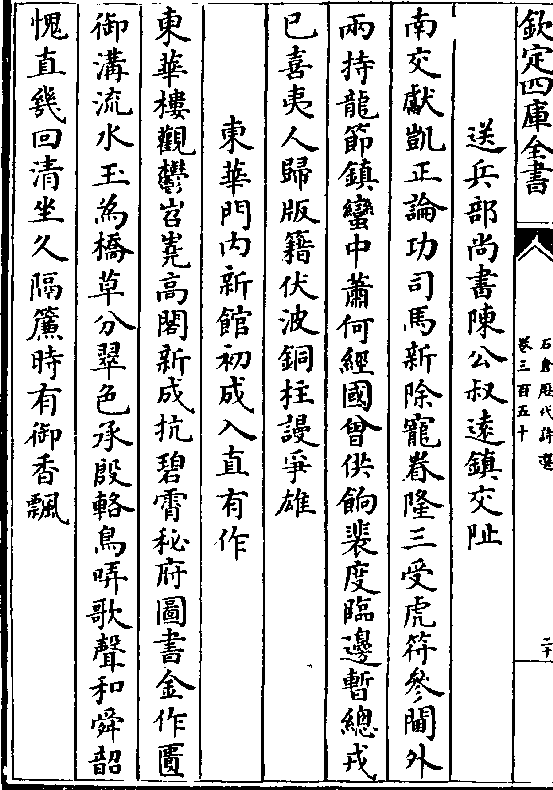 欽定四庫全書
石倉歷代詩選
卷三百五十
二十
送兵部尚書陳公叔遠鎮交阯
南交獻凱正論功司馬新除寵眷隆三受虎符參閫外
兩持龍節鎮蠻中蕭何經國曾供餉裴度臨邊暫總戎
已喜夷人歸版籍伏波銅柱謾爭雄
東華門内新館初成入直有作
東華樓觀鬱岧嶤高閣新成抗碧霄秘府圖書金作匱
御溝流水玉為橋草分翠色承殷輅鳥哢歌聲和舜韶
愧直幾回清坐久隔簾時有御香飄